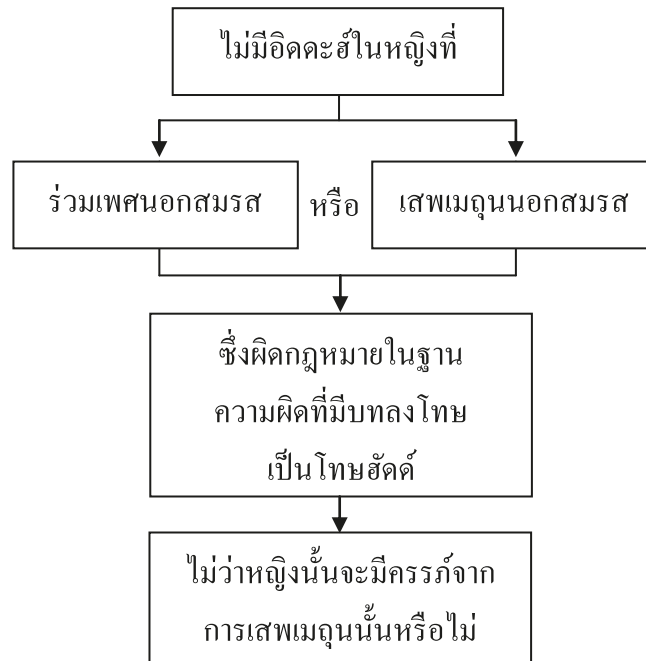 ไม่มีอิดดะฮ์ในหญิงที่
ร่วมเพศนอกสมรส
หรือ
เสพเมถุนนอกสมรส
ซึ่งผิดกฎหมายในฐาน
ความผิดที่มีบทลงโทษ
เป็นโทษฮัดด์
ไม่ว่าหญิงนั้นจะมีครรภ์จาก
การเสพเมถุนนั้นหรือไม่